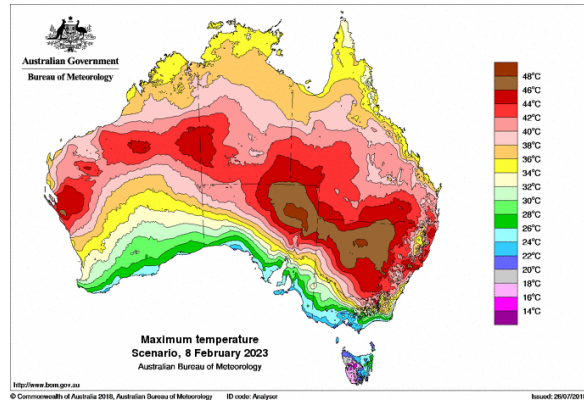 Australian Government
Bureau of Meteorology
48°C
46°C
44°C
42°C
40°C
38°C
36°C
34°C
32°C
30°C
28°C
26°C
24°C
22°C
20°C
18°C
16°C
14°C
Maximum temperature
Scenario, 8 February 2023
Australian Bureau of Meteorology
http://www.bom.gov.au
© Commonwealth of Australia 2018, Australian Bureau of Meteorology ID code: Analyser Issued: